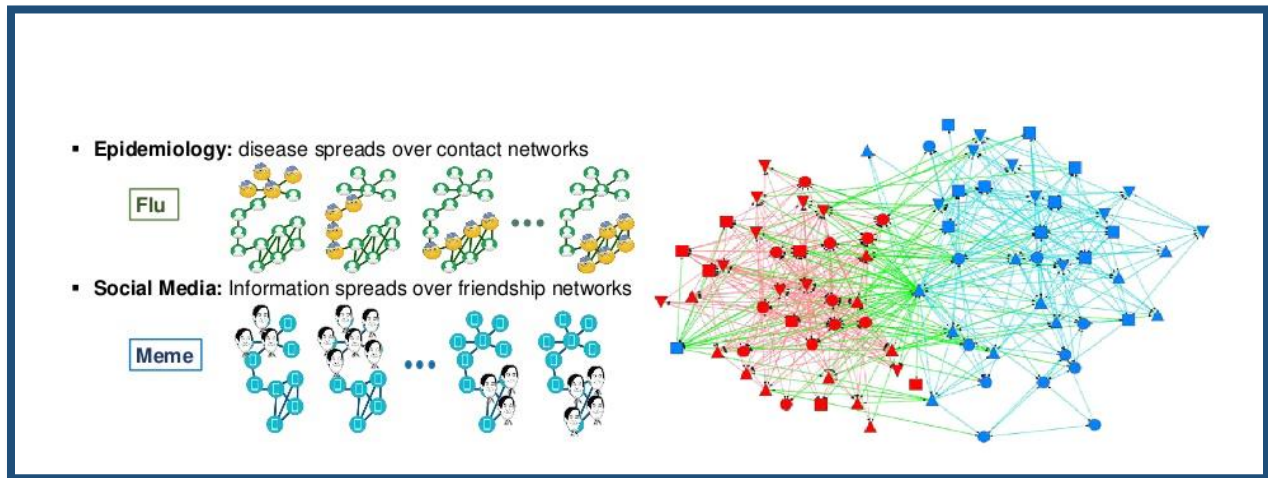 ▪ Epidemiology: disease spreads over contact networks
Flu
▪ Social Media: Information spreads over friendship networks
Meme